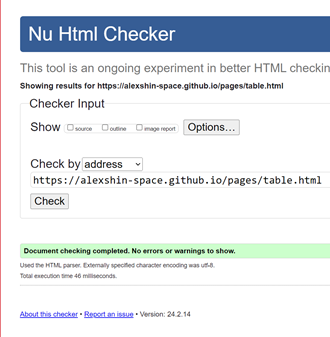 Nu Html Checker
This tool is an ongoing experiment in better HTML checkin
Showing results for https://alexshin-space.github.io/pages/table.html
Checker Input
Show source outline image report Options...
Check by address
https://alexshin-space.github.io/pages/table.html
Check
Document checking completed. No errors or warnings to show.
Used the HTML parser. Externally specified character encoding was utf-8.
Total execution time 46 milliseconds.
About this checker • Report an issue • Version: 24.2.14